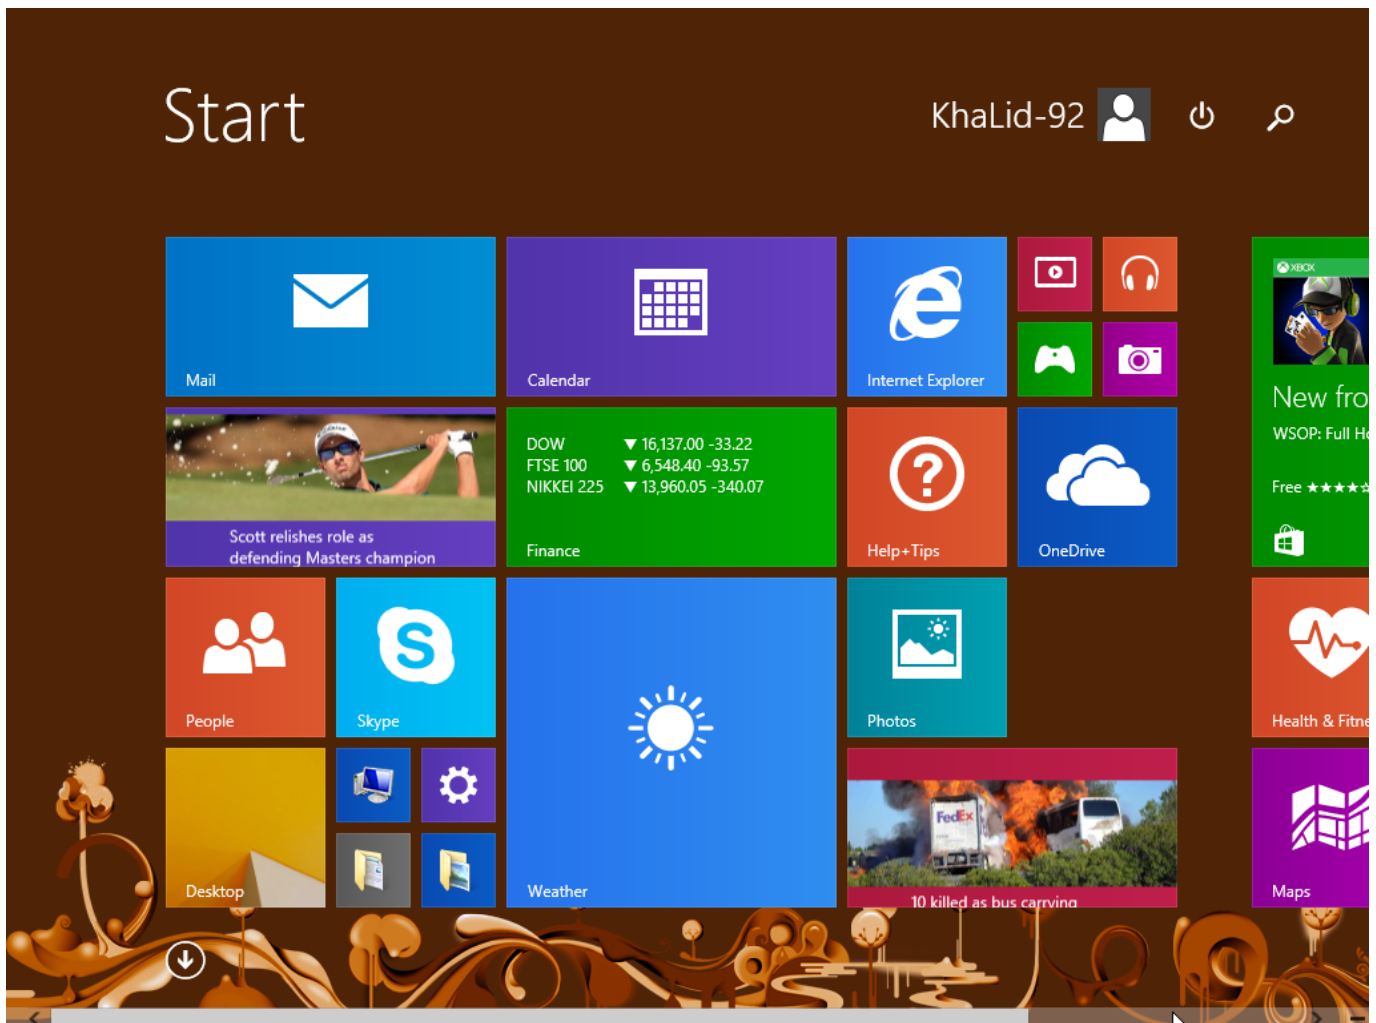 Start
KhaLid-92
Mail
Calendar
Internet Explorer
XBOX
New fro
WSOP: Full Ho
Free
Scott relishes role as
defending Masters champion
DOW ▼ 16,137.00 -33.22
FTSE 100 ▼ 6,548.40 -93.57
NIKKEI 225 ▼ 13,960.05 -340.07
Finance
Help+Tips
OneDrive
People
Skype
Photos
Health & Fitne
Desktop
Weather
FedEx
10 killed as bus carrying
Maps